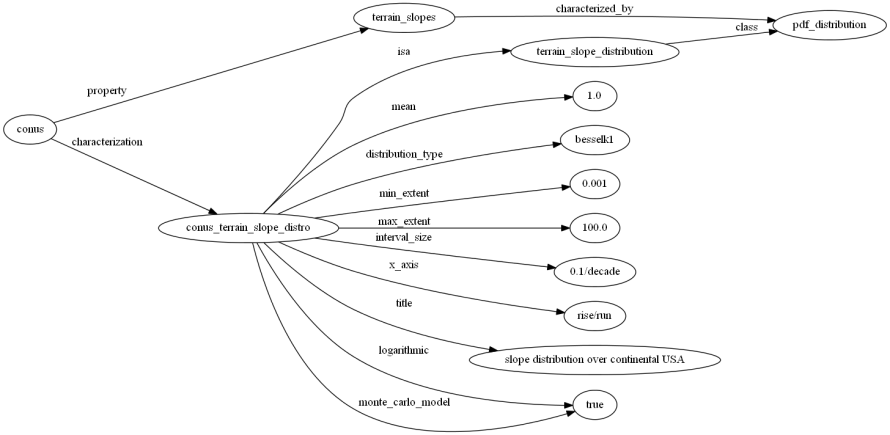 terrain_slopes
characterized_by
pdf_distribution
class
isa
terrain_slope_distribution
property
mean
1.0
conus
characterization
distribution_type
besselk1
min_extent
0.001
conus_terrain_slope_distro
max_extent
100.0
interval_size
x_axis
0.1/decade
title
rise/run
logarithmic
slope distribution over continental USA
monte_carlo_model
true